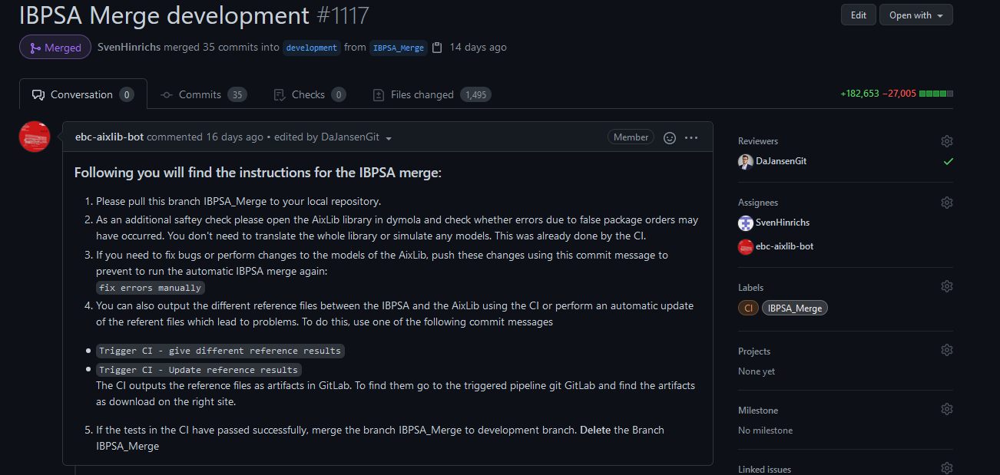 IBPSA Merge development #1117
Edit
Open with
Merged
SvenHinrichs merged 35 commits into development from IBPSA_Merge 14 days ago
Conversation 0
Commits 35
Checks 0
Files changed 1,495
+182,653 −27,005
ebc-aixlib-bot commented 16 days ago • edited by DaJansenGit
Member
Following you will find the instructions for the IBPSA merge:
1. Please pull this branch IBPSA_Merge to your local repository.
2. As an additional saftey check please open the AixLib library in dymola and check whether errors due to false package orders may
have occurred. You don't need to translate the whole library or simulate any models. This was already done by the CI.
3. If you need to fix bugs or perform changes to the models of the AixLib, push these changes using this commit message to
prevent to run the automatic IBPSA merge again:
fix errors manually
4. You can also output the different reference files between the IBPSA and the AixLib using the CI or perform an automatic update
of the referent files which lead to problems. To do this, use one of the following commit messages
• Trigger CI - give different reference results
• Trigger CI - Update reference results
The CI outputs the reference files as artifacts in GitLab. To find them go to the triggered pipeline git GitLab and find the artifacts
as download on the right site.
5. If the tests in the CI have passed successfully, merge the branch IBPSA_Merge to development branch. Delete the Branch
IBPSA_Merge
Reviewers
DaJansenGit
Assignees
SvenHinrichs
ebc-aixlib-bot
Labels
CI
IBPSA_Merge
Projects
None yet
Milestone
No milestone
Linked issues